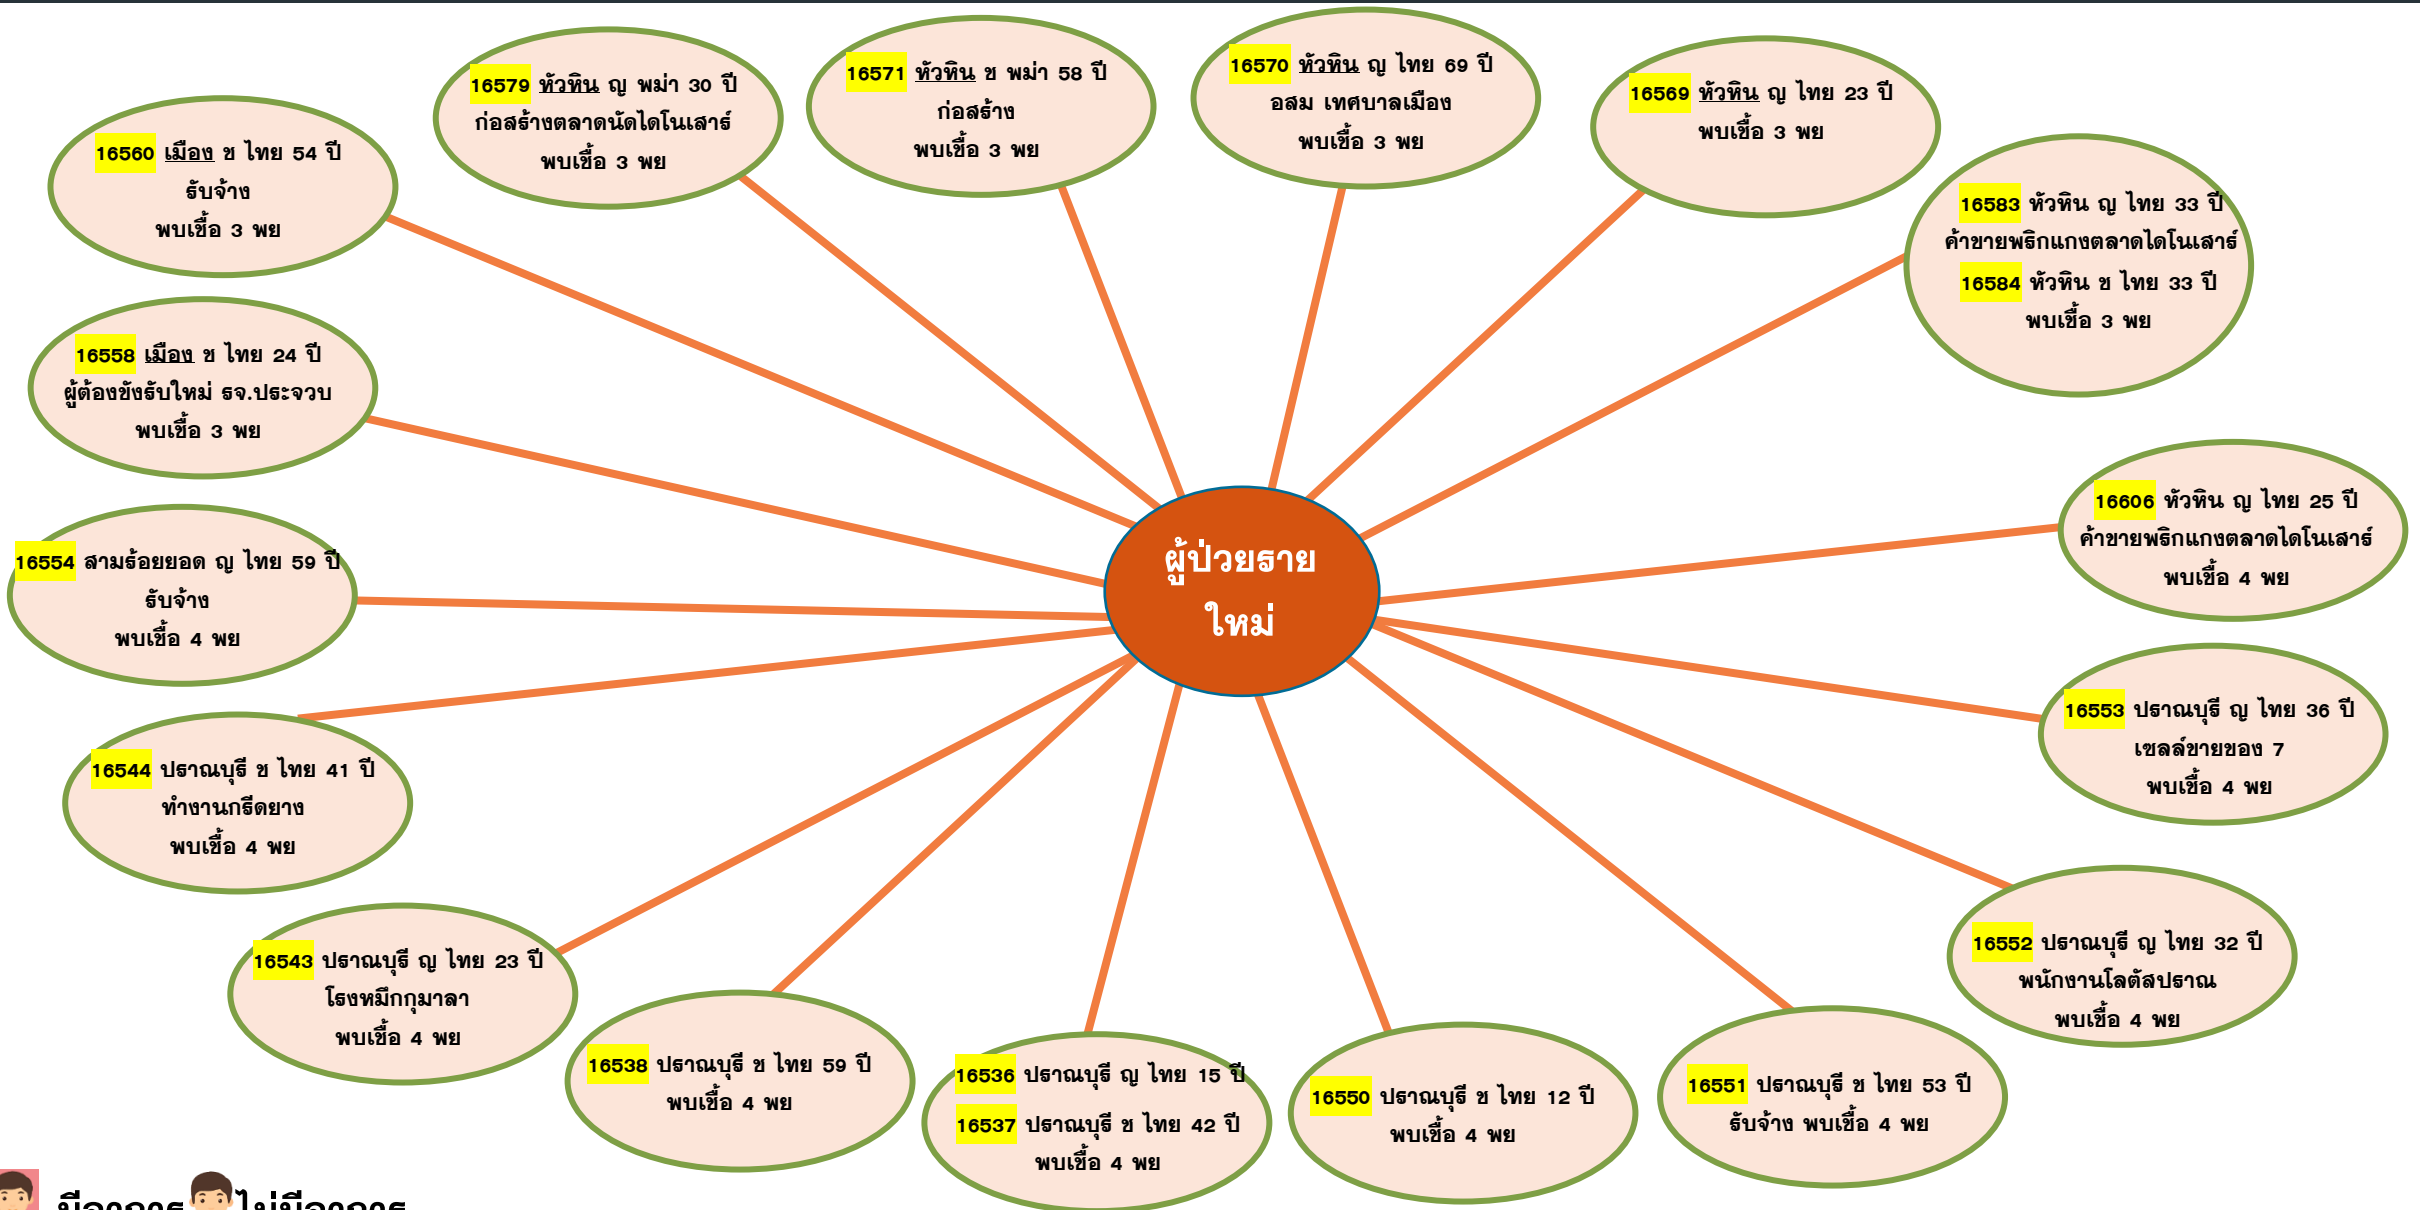 16579 หัวหิน ญ พม่า 30 ปี
ก่อสร้างตลาดนัดไดโนเสาร์
พบเชื้อ 3 พย
16571 หัวหิน ช พม่า 58 ปี
ก่อสร้าง
พบเชื้อ 3 พย
16570 หัวหิน ญ ไทย 69 ปี
อสม เทศบาลเมือง
พบเชื้อ 3 พย
16569 หัวหิน ญ ไทย 23 ปี
พบเชื้อ 3 พย
16560 เมือง ช ไทย 54 ปี
รับจ้าง
พบเชื้อ 3 พย
16583 หัวหิน ญ ไทย 33 ปี
ค้าขายพริกแกงตลาดไดโนเสาร์
16584 หัวหิน ช ไทย 33 ปี
พบเชื้อ 3 พย
16558 เมือง ช ไทย 24 ปี
ผู้ต้องขังรับใหม่ รจ.ประจวบ
พบเชื้อ 3 พย
16606 หัวหิน ญ ไทย 25 ปี
ค้าขายพริกแกงตลาดไดโนเสาร์
พบเชื้อ 4 พย
ผู้ป่วยราย
ใหม่
16554 สามร้อยยอด ญ ไทย 59 ปี
รับจ้าง
พบเชื้อ 4 พย
16553 ปราณบุรี ญ ไทย 36 ปี
เซลล์ขายของ 7
พบเชื้อ 4 พย
16544 ปราณบุรี ช ไทย 41 ปี
ทำงานกรีดยาง
พบเชื้อ 4 พย
16552 ปราณบุรี ญ ไทย 32 ปี
พนักงานโลตัสปราณ
พบเชื้อ 4 พย
16543 ปราณบุรี ญ ไทย 23 ปี
โรงหมึกกุมาลา
พบเชื้อ 4 พย
16538 ปราณบุรี ช ไทย 59 ปี
พบเชื้อ 4 พย
16536 ปราณบุรี ญ ไทย 15 ปี
16537 ปราณบุรี ช ไทย 42 ปี
พบเชื้อ 4 พย
16550 ปราณบุรี ช ไทย 12 ปี
พบเชื้อ 4 พย
16551 ปราณบุรี ช ไทย 53 ปี
รับจ้าง พบเชื้อ 4 พย
มีอาการ ไม่มีอาการ